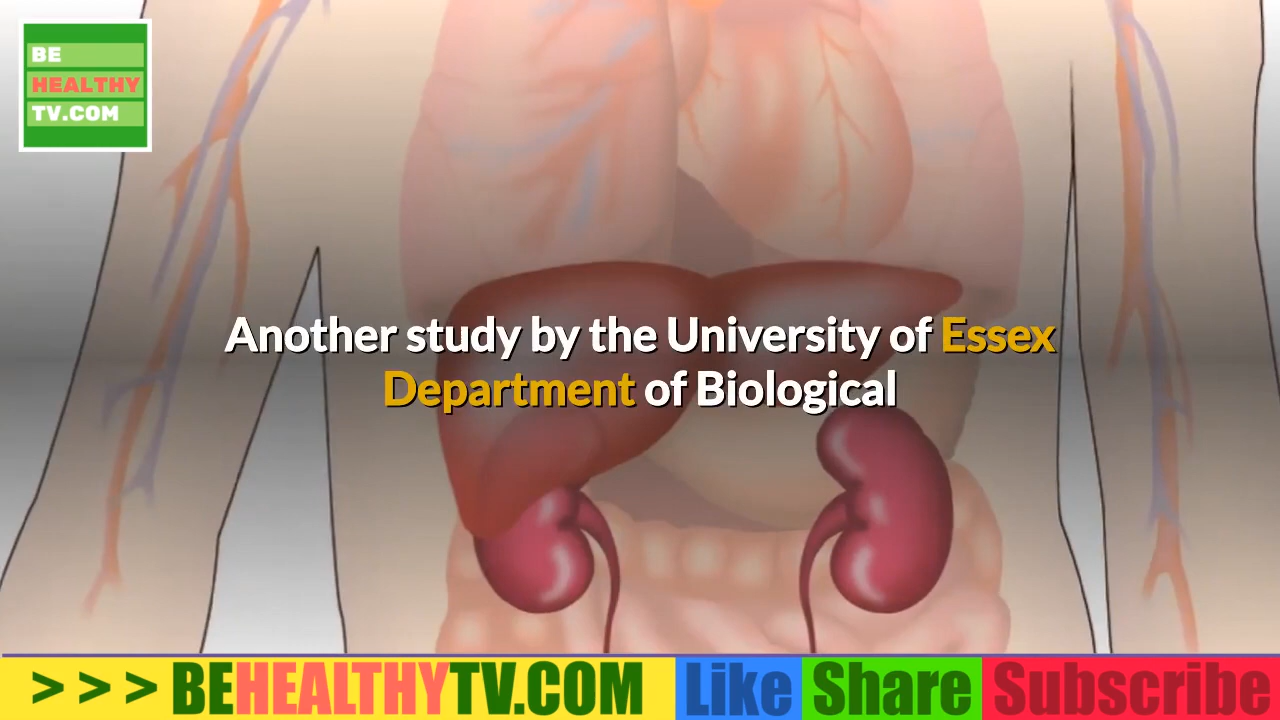 BE
HEALTHY
TV.COM
Another study by the University of Essex
Department of Biological
> > > BEHEALTHYTV.COM Like Share Subscribe